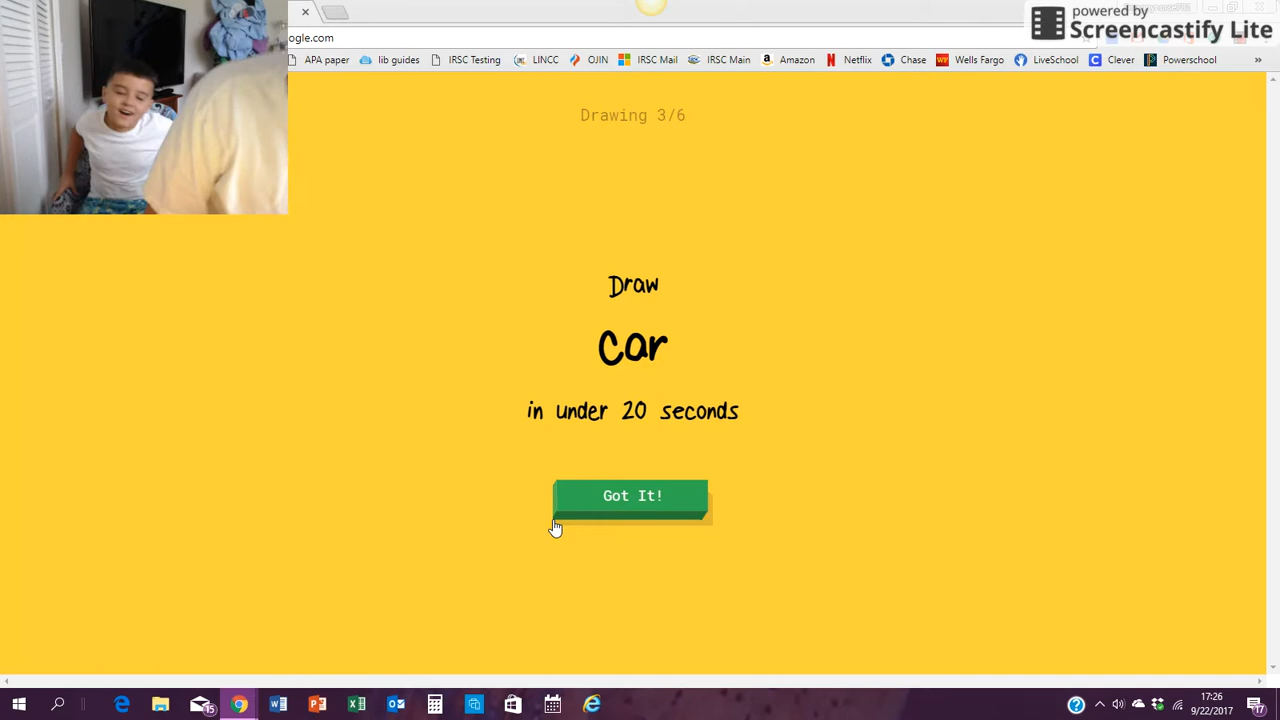 powered by
Screencastify Lite
ogle.com
APA paper
lib guides
iRSC Testing
LINCC
OJIN
IRSC Mail
IRSC Main
Amazon
Netflix
Chase
Wells Fargo
LiveSchool
Clever
Powerschool
Drawing 3/6
Draw
Car
in under 20 seconds
Got It!
15
17:26
9/22/2017
17